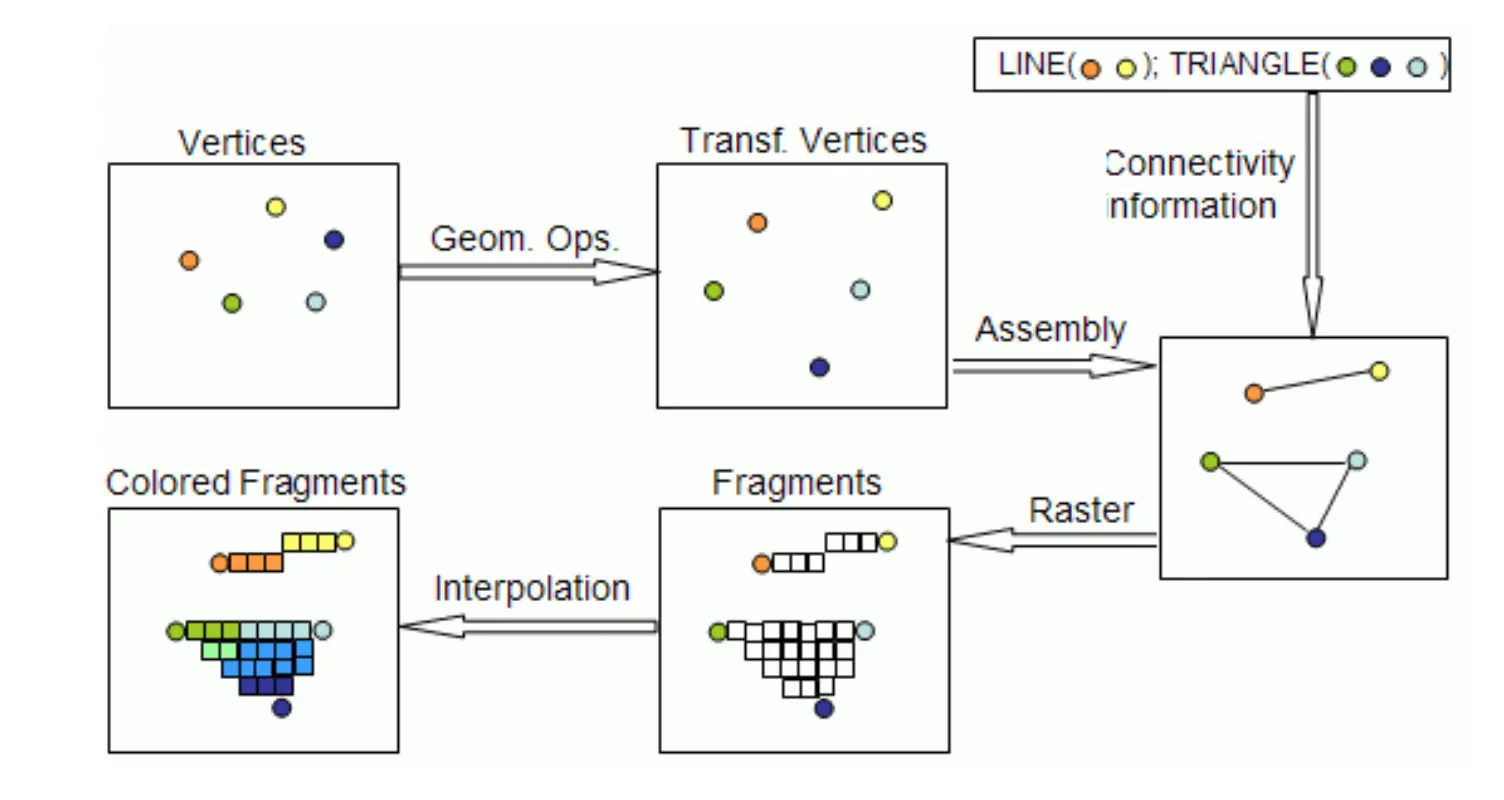 LINE( ); TRIANGLE( )
Vertices
Transf. Vertices
Connectivity
information
Geom. Ops.
Assembly
Colored Fragments
Fragments
Raster
Interpolation